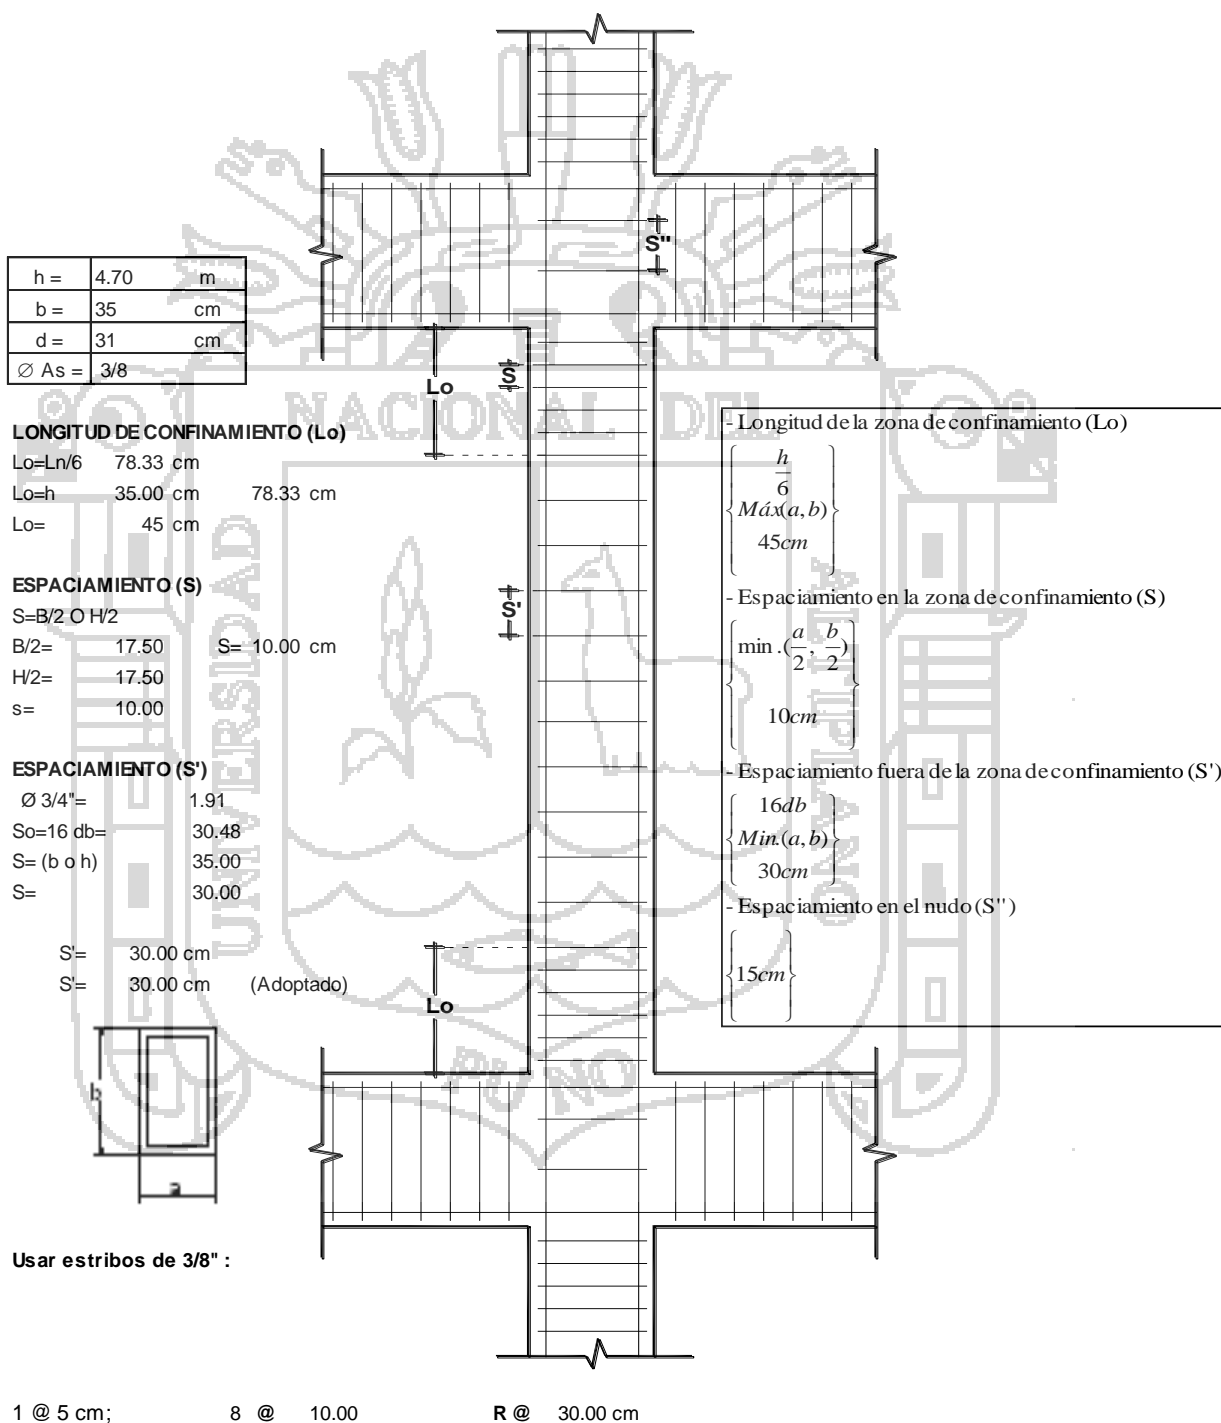 S"
h = 4.70 m
b = 35 cm
d = 31 cm
∅ As = 3/8
Lo
S
LONGITUD DE CONFINAMIENTO (Lo)
Lo=Ln/6 78.33 cm
Lo=h 35.00 cm 78.33 cm
Lo= 45 cm
ESPACIAMIENTO (S)
S=B/2 O H/2
B/2= 17.50 S= 10.00 cm
H/2= 17.50
s= 10.00
S'
ESPACIAMIENTO (S')
Ø 3/4"= 1.91
So=16 db= 30.48
S= (b o h) 35.00
S= 30.00
S'= 30.00 cm
S'= 30.00 cm (Adoptado)
Lo
b
a
- Longitud de la zona de confinamiento (Lo)
h
6
Máx(a,b)
45cm
- Espaciamiento en la zona de confinamiento (S)
min .(a/2, b/2)
10cm
- Espaciamiento fuera de la zona de confinamiento (S')
16db
Min.(a,b)
30cm
- Espaciamiento en el nudo (S'')
15cm
UNIVERSIDAD
NACIONAL DEL
ALTIPLANO
PUNO
Usar estribos de 3/8" :
1 @ 5 cm; 8 @ 10.00 R @ 30.00 cm